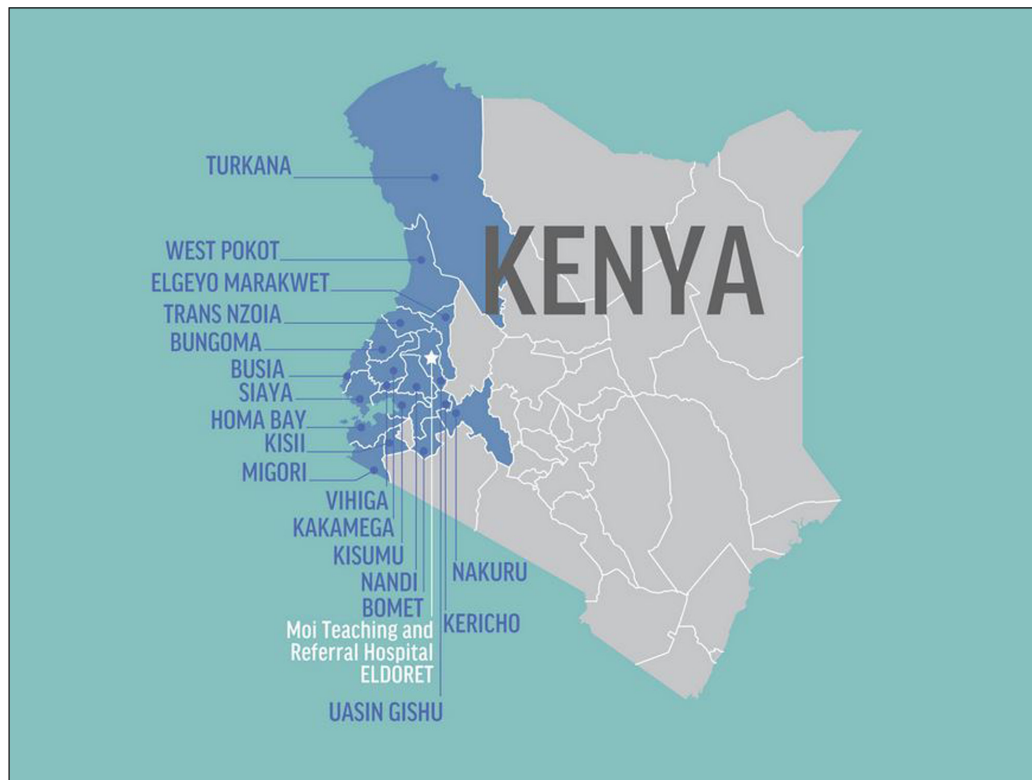 TURKANA
KENYA
WEST POKOT
ELGEYO MARAKWET
TRANS NZOIA
BUNGOMA
BUSIA
SIAYA
HOMA BAY
KISII
MIGORI
VIHIGA
KAKAMEGA
KISUMU
NANDI
NAKURU
BOMET
KERICHO
Moi Teaching and
Referral Hospital
ELDORET
UASIN GISHU